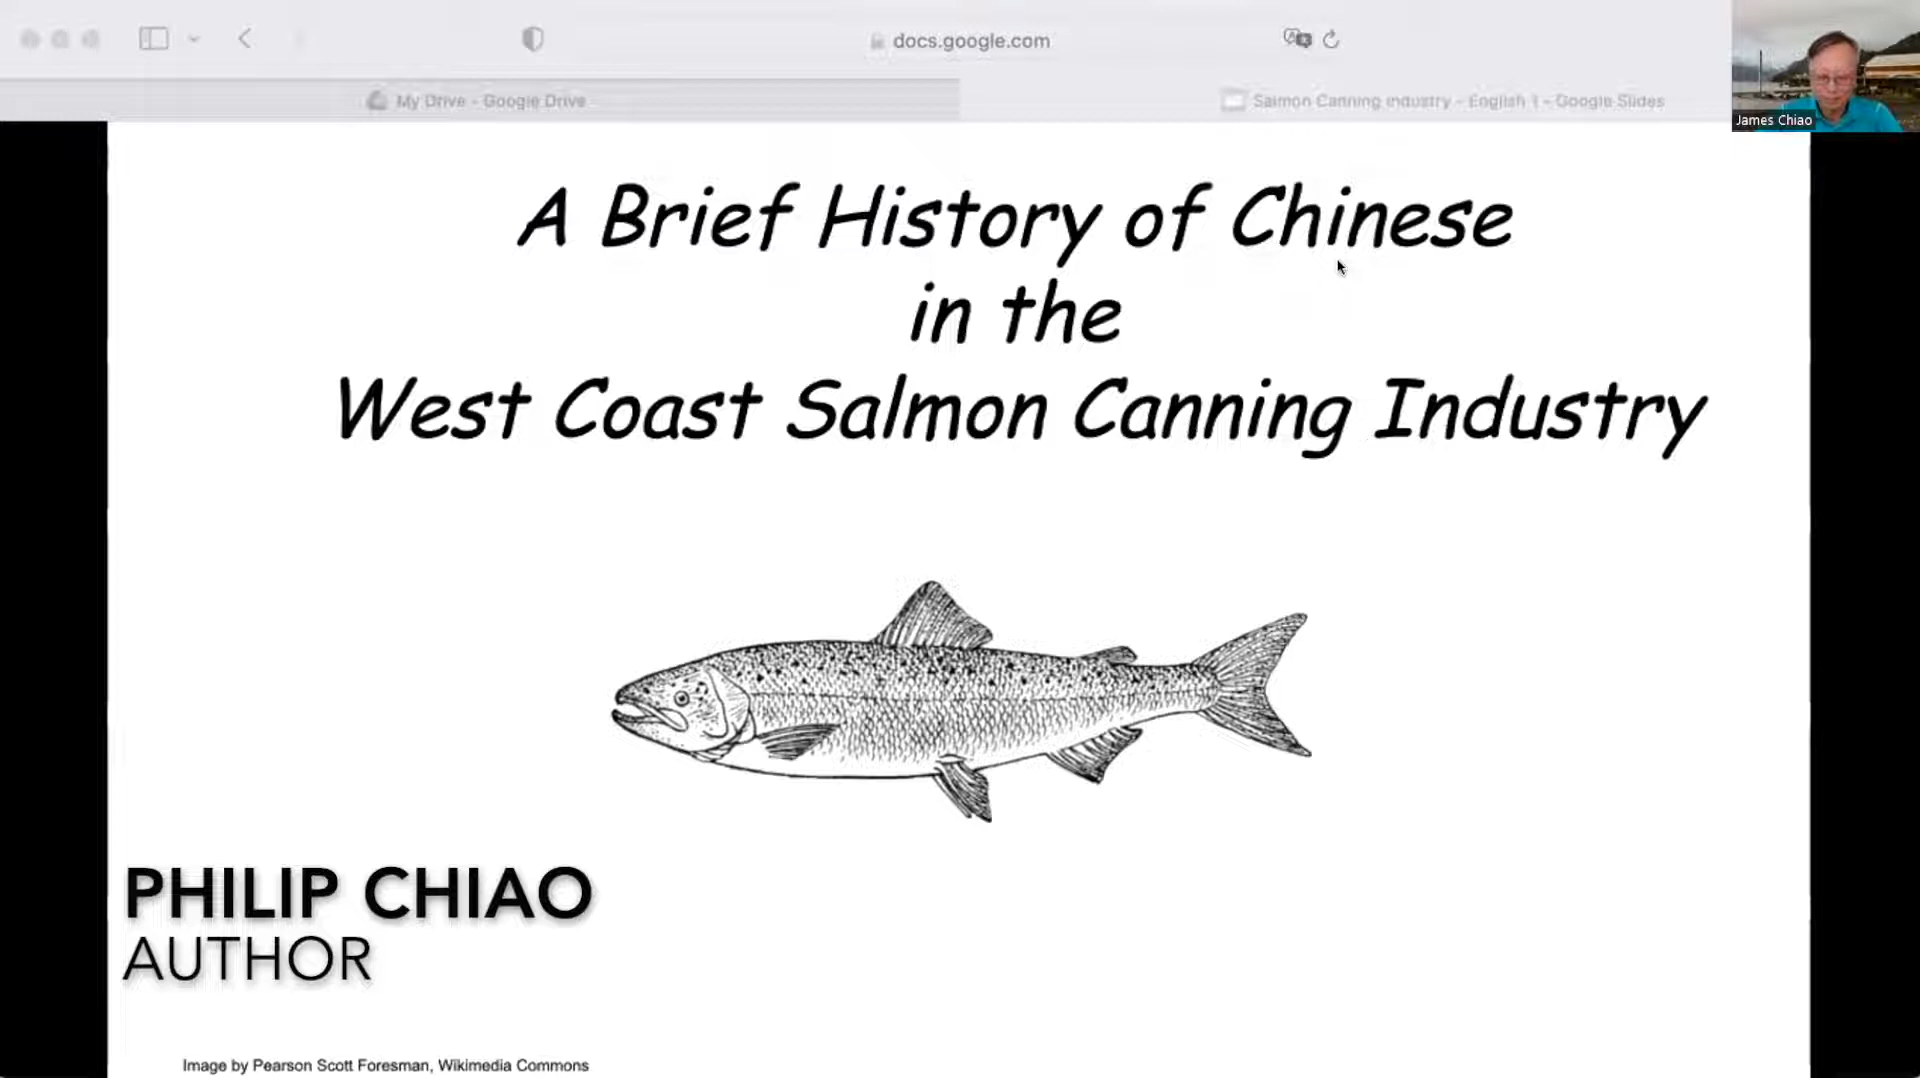 docs.google.com
My Drive - Google Drive
Salmon Canning Industry - English 1 - Google Slides
James Chiao
A Brief History of Chinese
in the
West Coast Salmon Canning Industry
PHILIP CHIAO
AUTHOR
Image by Pearson Scott Foresman, Wikimedia Commons